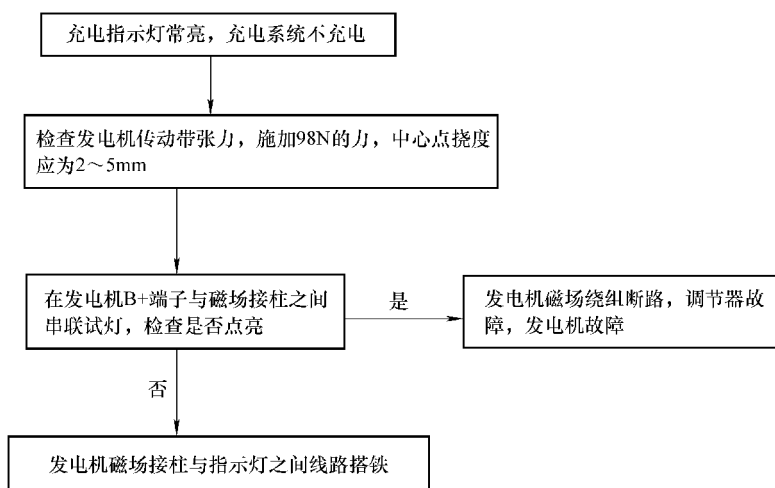 充电指示灯常亮，充电系统不充电
检查发电机传动带张力，施加98N的力，中心点挠度
应为2～5mm
在发电机B+端子与磁场接柱之间
串联试灯，检查是否点亮
是
发电机磁场绕组断路，调节器故
障，发电机故障
否
发电机磁场接柱与指示灯之间线路搭铁